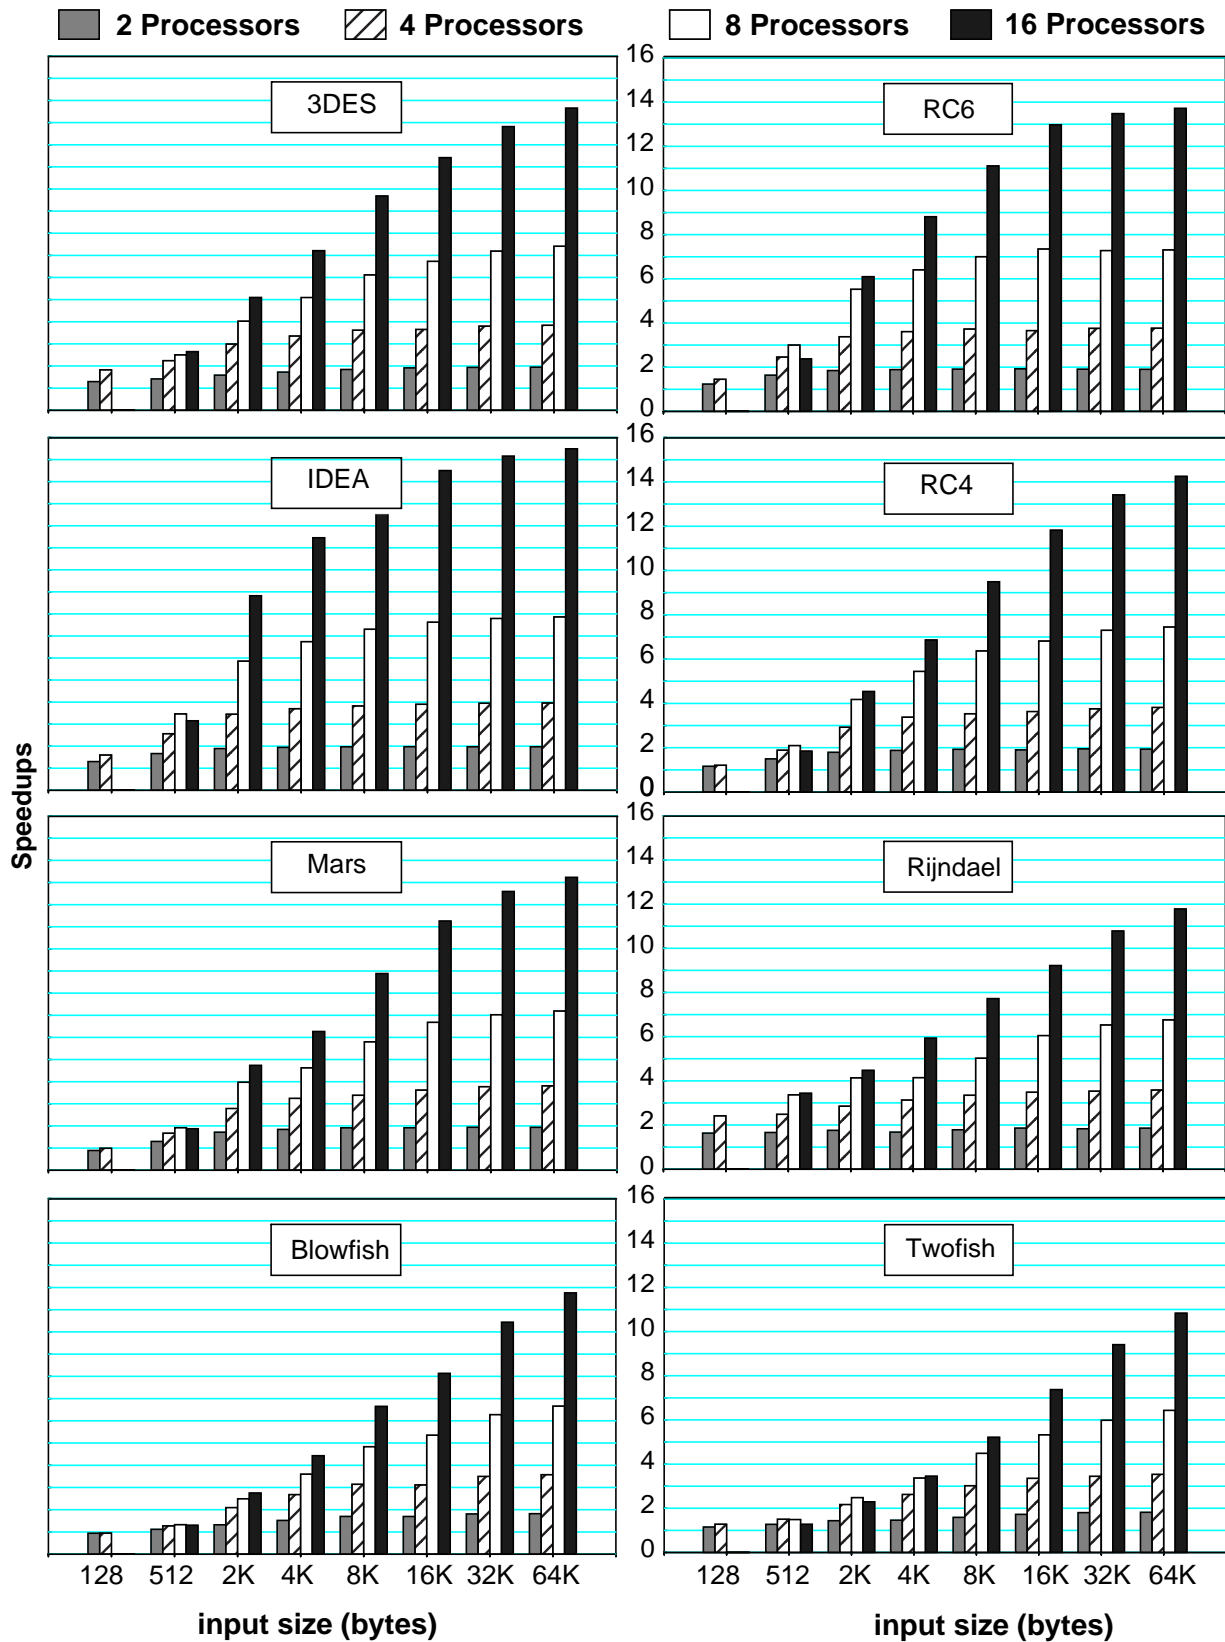 2 Processors 4 Processors 8 Processors 16 Processors
3DES
RC6
16
14
12
10
8
6
4
2
0
IDEA
RC4
16
14
12
10
8
6
4
2
0
Speedups
Mars
Rijndael
16
14
12
10
8
6
4
2
0
Blowfish
Twofish
16
14
12
10
8
6
4
2
0
128 512 2K 4K 8K 16K 32K 64K
128 512 2K 4K 8K 16K 32K 64K
input size (bytes)
input size (bytes)